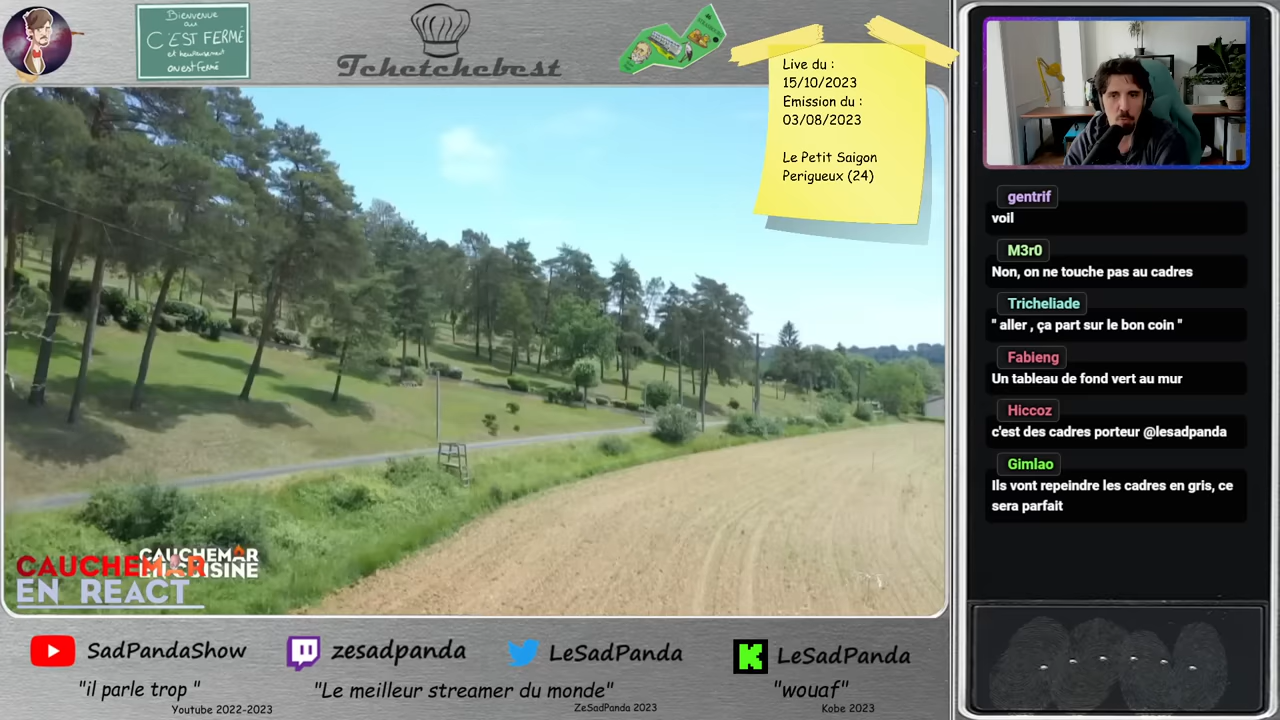 Bienvenue
au
C'EST FERMÉ
et heureusement
on est fermé
Tchetchebest
Live du :
15/10/2023
Emission du :
03/08/2023
Le Petit Saigon
Perigueux (24)
gentrif
voil
M3r0
Non, on ne touche pas au cadres
Tricheliade
" aller , ça part sur le bon coin "
Fabieng
Un tableau de fond vert au mur
Hiccoz
c'est des cadres porteur @lesadpanda
Gimlao
Ils vont repeindre les cadres en gris, ce
sera parfait
CAUCHEMAR
EN CUISINE
CAUCHEMAR
EN REACT
SadPandaShow
zesadpanda
LeSadPanda
LeSadPanda
"il parle trop "
Youtube 2022-2023
"Le meilleur streamer du monde"
ZeSadPanda 2023
"wouaf"
Kobe 2023